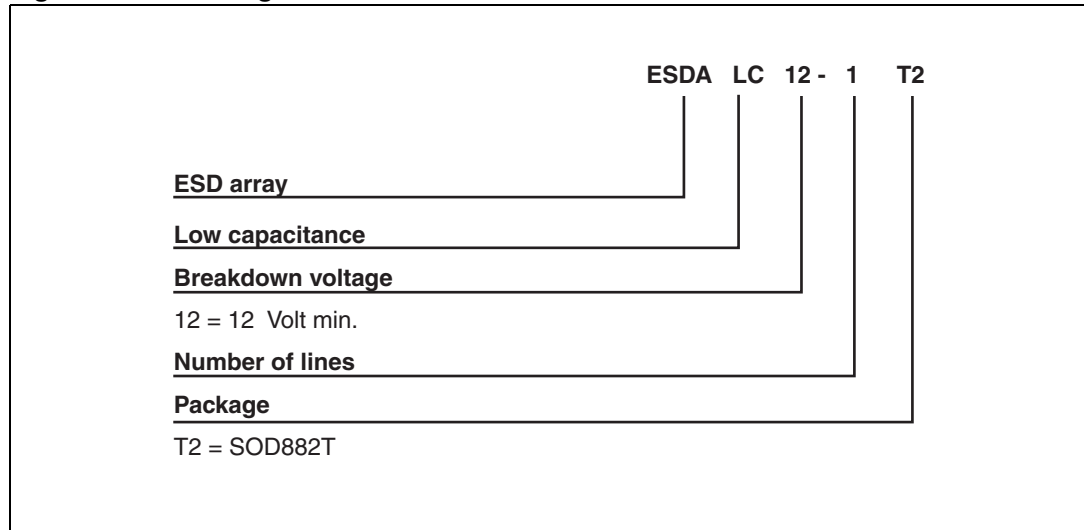 ESDA LC 12 - 1 T2
ESD array
Low capacitance
Breakdown voltage
12 = 12 Volt min.
Number of lines
Package
T2 = SOD882T